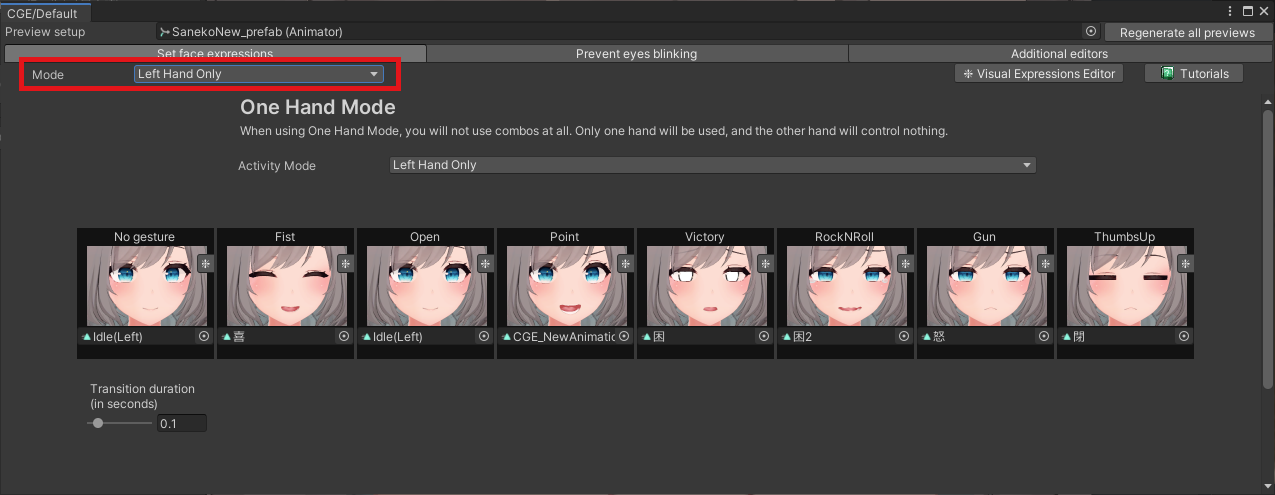 CGE/Default
Preview setup SanekoNew_prefab (Animator) Regenerate all previews
Set face expressions Prevent eyes blinking Additional editors
Mode Left Hand Only Visual Expressions Editor Tutorials
One Hand Mode
When using One Hand Mode, you will not use combos at all. Only one hand will be used, and the other hand will control nothing.
Activity Mode Left Hand Only
No gesture Fist Open Point Victory RockNRoll Gun ThumbsUp
Idle(Left) 喜 Idle(Left) CGE_NewAnimatic 困 困2 怒 閉
Transition duration
(in seconds)
0.1